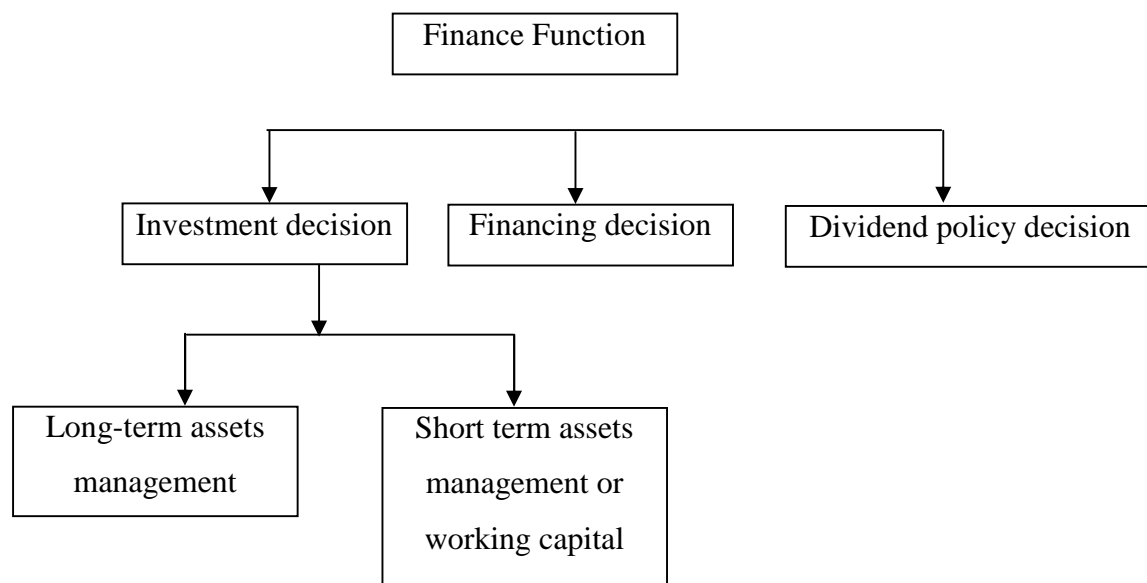 Finance Function
Investment decision
Financing decision
Dividend policy decision
Long-term assets
management
Short term assets
management or
working capital